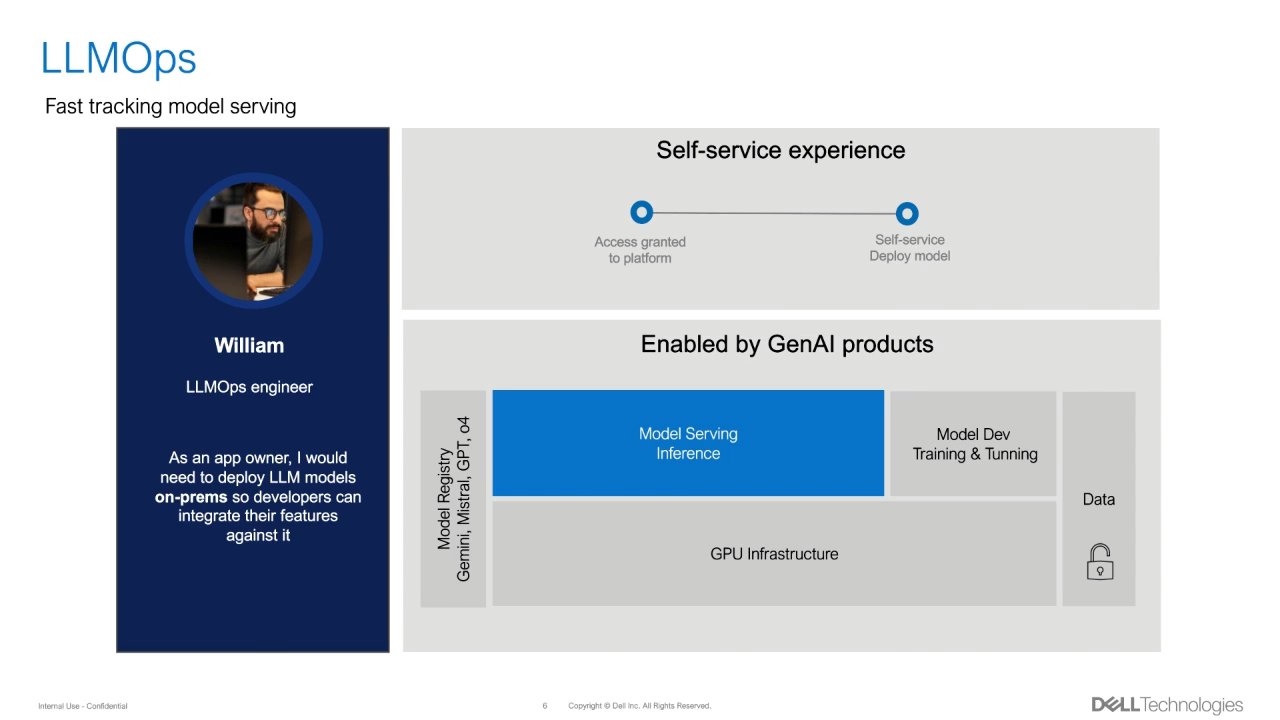 LLMOps
Fast tracking model serving
William
LLMOps engineer
As an app owner, I would
need to deploy LLM models
on-prems so developers can
integrate their features
against it
Self-service experience
Access granted
to platform
Self-service
Deploy model
Enabled by GenAI products
Model Registry
Gemini, Mistral, GPT, o4
Model Serving
Inference
Model Dev
Training & Tunning
GPU Infrastructure
Data
Internal Use - Confidential
6
Copyright © Dell Inc. All Rights Reserved.
DELL Technologies